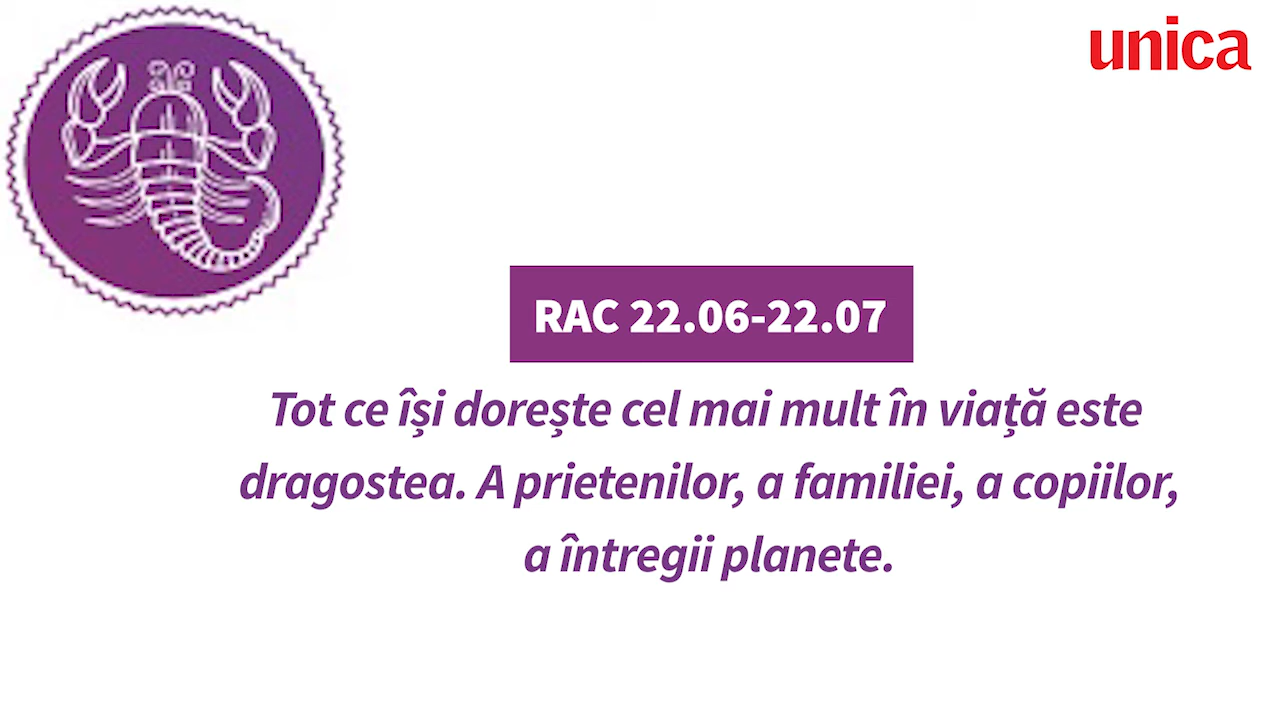 unica
RAC 22.06-22.07
Tot ce își dorește cel mai mult în viață este
dragostea. A prietenilor, a familiei, a copiilor,
a întregii planete.